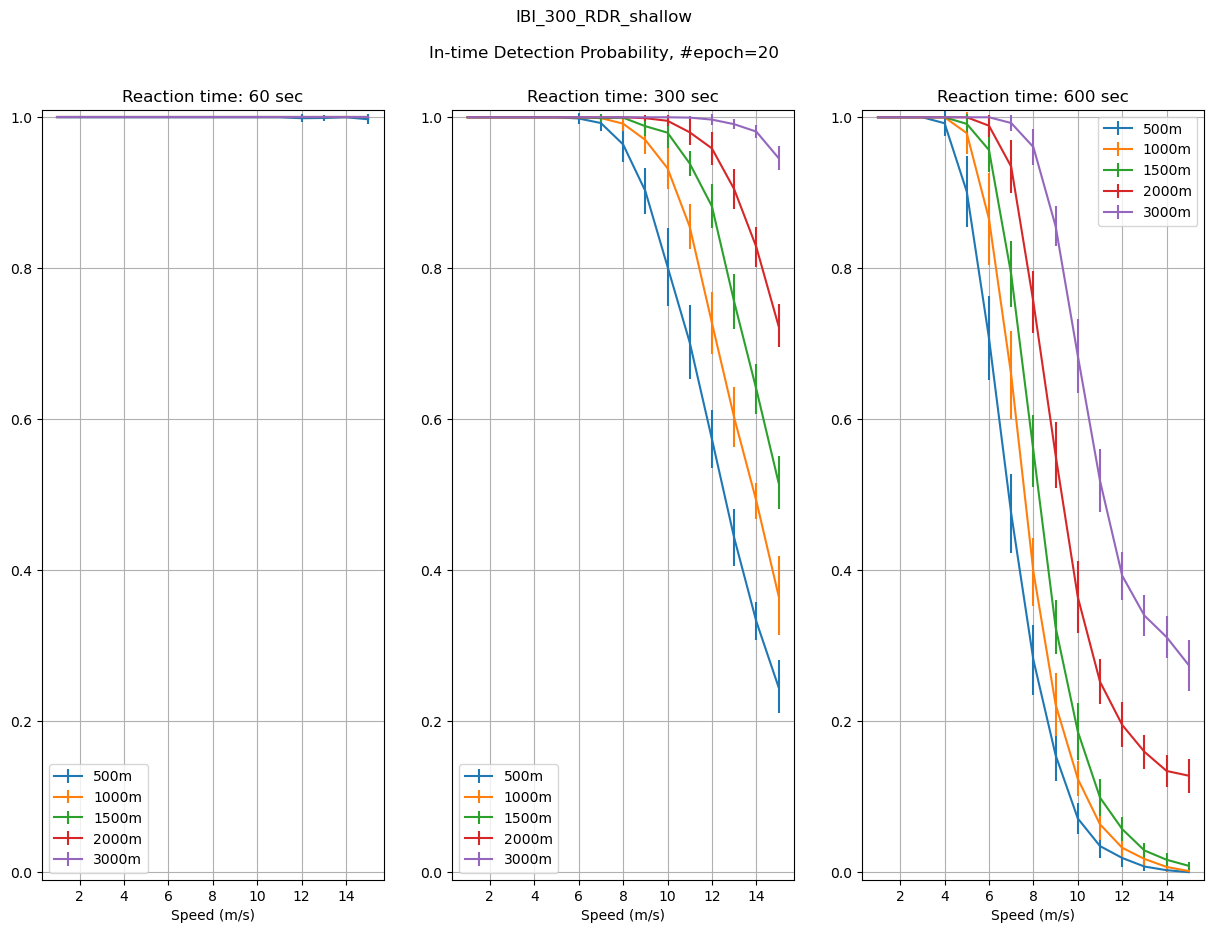 IBI_300_RDR_shallow
In-time Detection Probability, #epoch=20
Reaction time: 60 sec
1.0
0.8
0.6
0.4
0.2
0.0
500m
1000m
1500m
2000m
3000m
2 4 6 8 10 12 14
Speed (m/s)
Reaction time: 300 sec
1.0
0.8
0.6
0.4
0.2
0.0
500m
1000m
1500m
2000m
3000m
2 4 6 8 10 12 14
Speed (m/s)
Reaction time: 600 sec
1.0
0.8
0.6
0.4
0.2
0.0
500m
1000m
1500m
2000m
3000m
2 4 6 8 10 12 14
Speed (m/s)